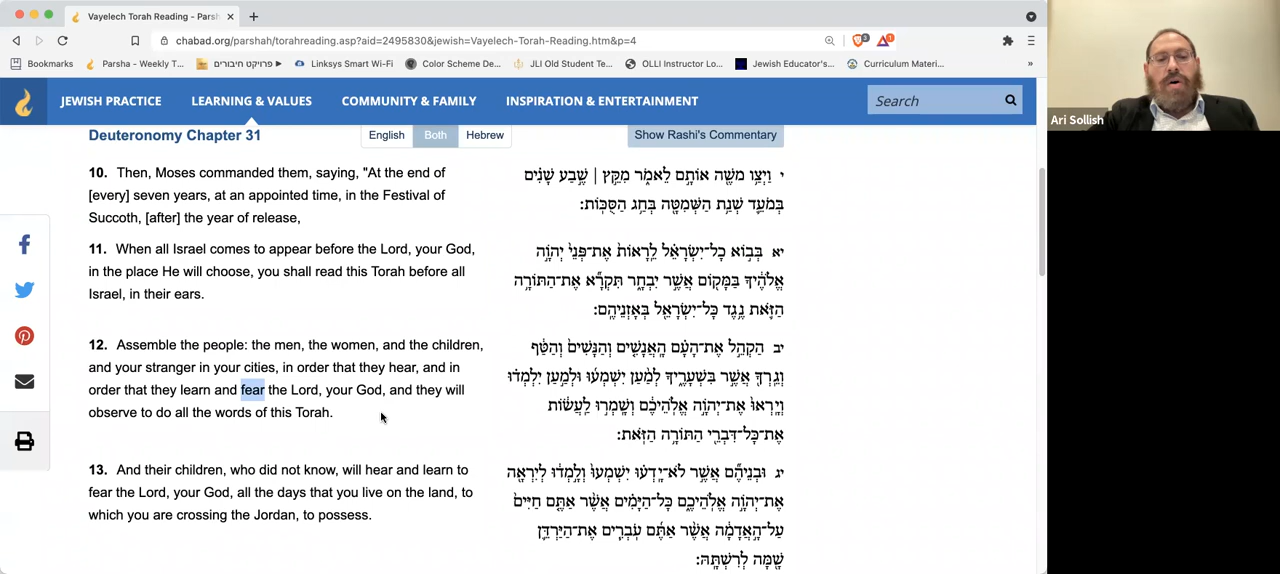 Vayelech Torah Reading - Parsh
chabad.org/parshah/torahreading.asp?aid=2495830&jewish=Vayelech-Torah-Reading.htm&p=4
3
1
Bookmarks
Parsha - Weekly T...
פרויקט חיבורים
Linksys Smart Wi-Fi
Color Scheme De...
JLI Old Student Te...
OLLI Instructor Lo...
Jewish Educator's...
Curriculum Materi...
»
JEWISH PRACTICE
LEARNING & VALUES
COMMUNITY & FAMILY
INSPIRATION & ENTERTAINMENT
Search
Ari Sollish
Deuteronomy Chapter 31
English
Both
Hebrew
Show Rashi's Commentary
10. Then, Moses commanded them, saying, "At the end of
[every] seven years, at an appointed time, in the Festival of
Succoth, [after] the year of release,
י וַיְצַ֥ו משֶׁ֖ה אוֹתָ֣ם לֵאמֹ֑ר מִקֵּ֣ץ | שֶׁ֣בַע שָׁנִ֗ים
בְּמֹעֵ֛ד שְׁנַ֥ת הַשְּׁמִטָּ֖ה בְּחַ֥ג הַסֻּכּֽוֹת:
11. When all Israel comes to appear before the Lord, your God,
in the place He will choose, you shall read this Torah before all
Israel, in their ears.
יא בְּב֣וֹא כָל־יִשְׂרָאֵ֗ל לֵֽרָאוֹת֙ אֶת־פְּנֵי֙ יְהֹוָ֣ה
אֱלֹהֶ֔יךָ בַּמָּק֖וֹם אֲשֶׁ֣ר יִבְחָ֑ר תִּקְרָ֞א אֶת־הַתּוֹרָ֥ה
הַזֹּ֛את נֶ֥גֶד כָּל־יִשְׂרָאֵ֖ל בְּאָזְנֵיהֶֽם:
12. Assemble the people: the men, the women, and the children,
and your stranger in your cities, in order that they hear, and in
order that they learn and fear the Lord, your God, and they will
observe to do all the words of this Torah.
יב הַקְהֵ֣ל אֶת־הָעָ֗ם הָֽאֲנָשִׁ֤ים וְהַנָּשִׁים֙ וְהַטַּ֔ף
וְגֵֽרְךָ֖ אֲשֶׁ֣ר בִּשְׁעָרֶ֑יךָ לְמַ֨עַן יִשְׁמְע֜וּ וּלְמַ֣עַן יִלְמְד֗וּ
וְיָֽרְאוּ֙ אֶת־יְהֹוָ֣ה אֱלֹֽהֵיכֶ֔ם וְשָֽׁמְר֣וּ לַֽעֲשׂ֔וֹת
אֶת־כָּל־דִּבְרֵ֖י הַתּוֹרָ֥ה הַזֹּֽאת:
13. And their children, who did not know, will hear and learn to
fear the Lord, your God, all the days that you live on the land, to
which you are crossing the Jordan, to possess.
יג וּבְנֵיהֶ֞ם אֲשֶׁ֣ר לֹא־יָֽדְע֗וּ יִשְׁמְעוּ֙ וְלָ֣מְד֔וּ לְיִרְאָ֖ה
אֶת־יְהֹוָ֣ה אֱלֹֽהֵיכֶ֑ם כָּל־הַיָּמִ֗ים אֲשֶׁ֨ר אַתֶּ֤ם חַיִּים֙
עַל־הָ֣אֲדָמָ֔ה אֲשֶׁ֨ר אַתֶּ֜ם עֹֽבְרִ֧ים אֶת־הַיַּרְדֵּ֛ן
שָׁ֖מָּה לְרִשְׁתָּֽהּ: